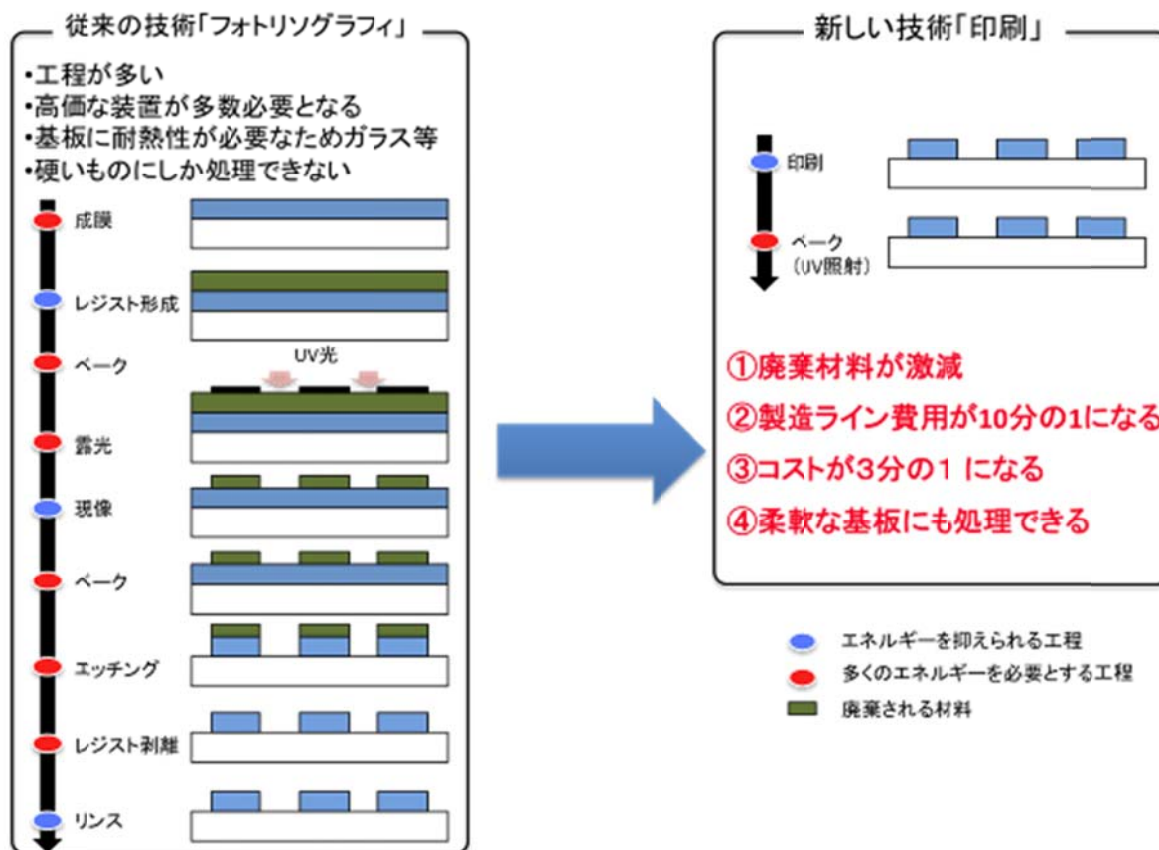 従来の技術「フォトリソグラフィ」
•工程が多い
•高価な装置が多数必要となる
•基板に耐熱性が必要なためガラス等
•硬いものにしか処理できない
成膜
レジスト形成
ベーク
UV光
露光
現像
ベーク
エッチング
レジスト剥離
リンス
新しい技術「印刷」
印刷
ベーク
(UV照射)
①廃棄材料が激減
②製造ライン費用が10分の1になる
③コストが3分の1になる
④柔軟な基板にも処理できる
エネルギーを抑えられる工程
多くのエネルギーを必要とする工程
廃棄される材料